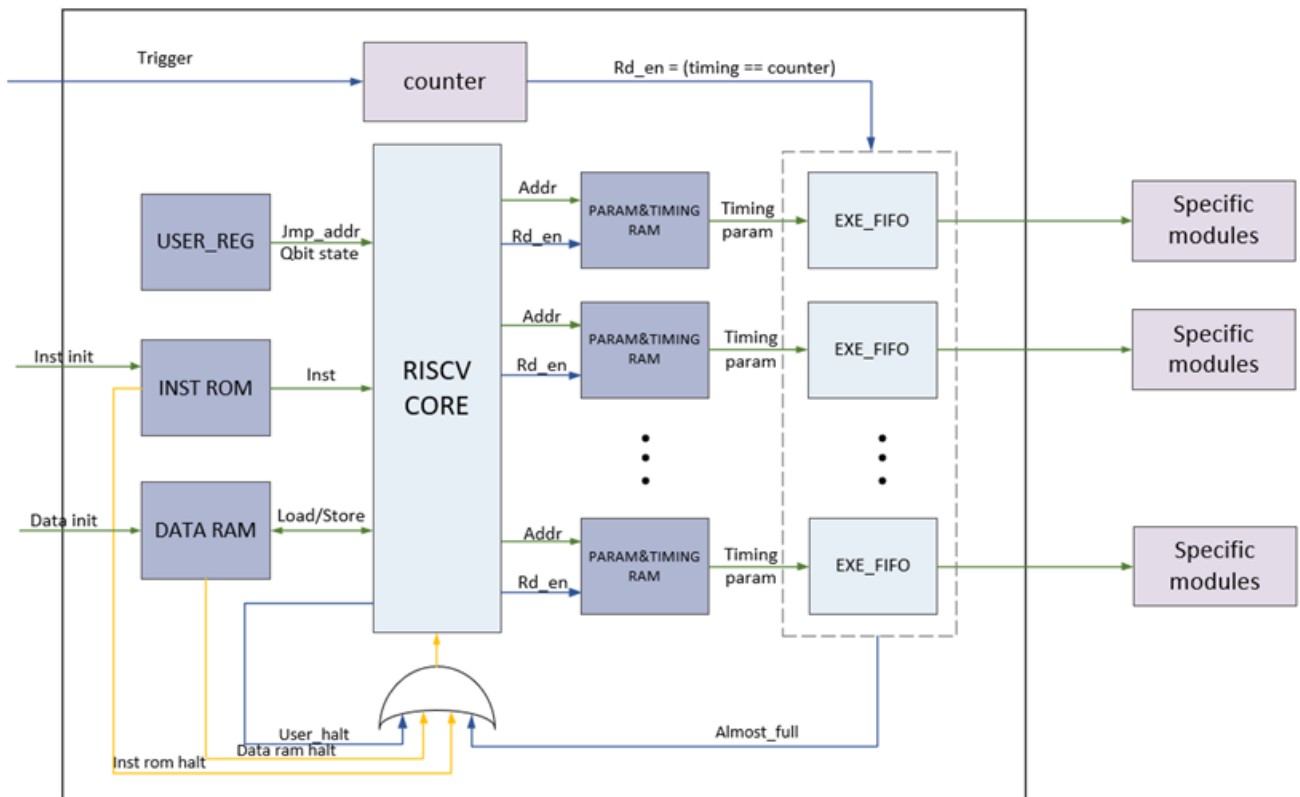 Trigger
counter
Rd_en = (timing == counter)
USER_REG
Jmp_addr
Qbit state
Inst init
INST ROM
Inst
Data init
DATA RAM
Load/Store
RISCV
CORE
Addr
Rd_en
PARAM&TIMING
RAM
Timing
param
EXE_FIFO
Specific
modules
Addr
Rd_en
PARAM&TIMING
RAM
Timing
param
EXE_FIFO
Specific
modules
Addr
Rd_en
PARAM&TIMING
RAM
Timing
param
EXE_FIFO
Specific
modules
User_halt
Data ram halt
Inst rom halt
Almost_full